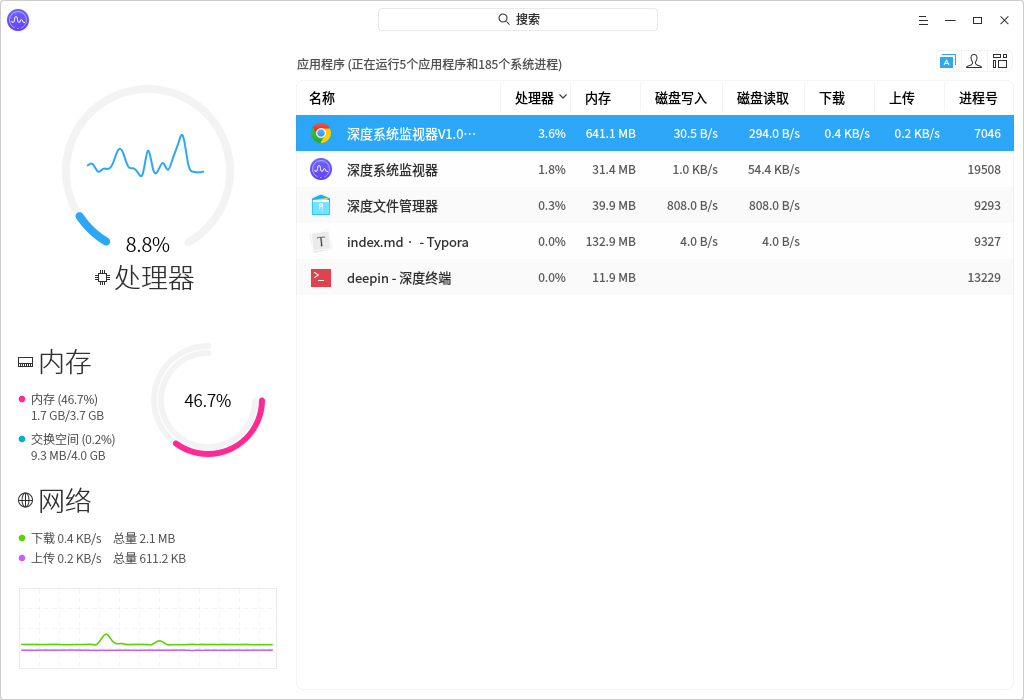 搜索
8.8%
处理器
内存
内存 (46.7%)
1.7 GB/3.7 GB
交换空间 (0.2%)
9.3 MB/4.0 GB
46.7%
网络
下载 0.4 KB/s 总量 2.1 MB
上传 0.2 KB/s 总量 611.2 KB
应用程序 (正在运行5个应用程序和185个系统进程)
A
名称 处理器 内存 磁盘写入 磁盘读取 下载 上传 进程号
深度系统监视器V1.0… 3.6% 641.1 MB 30.5 B/s 294.0 B/s 0.4 KB/s 0.2 KB/s 7046
深度系统监视器 1.8% 31.4 MB 1.0 KB/s 54.4 KB/s 19508
深度文件管理器 0.3% 39.9 MB 808.0 B/s 808.0 B/s 9293
T index.md · - Typora 0.0% 132.9 MB 4.0 B/s 4.0 B/s 9327
>_ deepin - 深度终端 0.0% 11.9 MB 13229